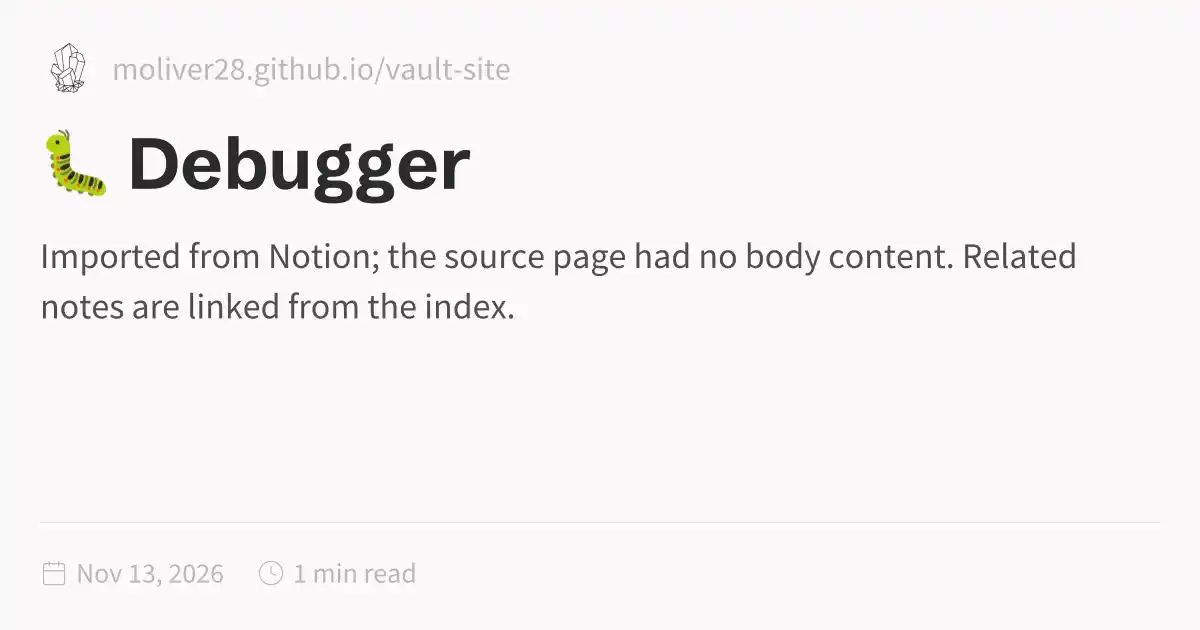 moliver28.github.io/vault-site
🐛 Debugger
Imported from Notion; the source page had no body content. Related
notes are linked from the index.
Nov 13, 2026
1 min read